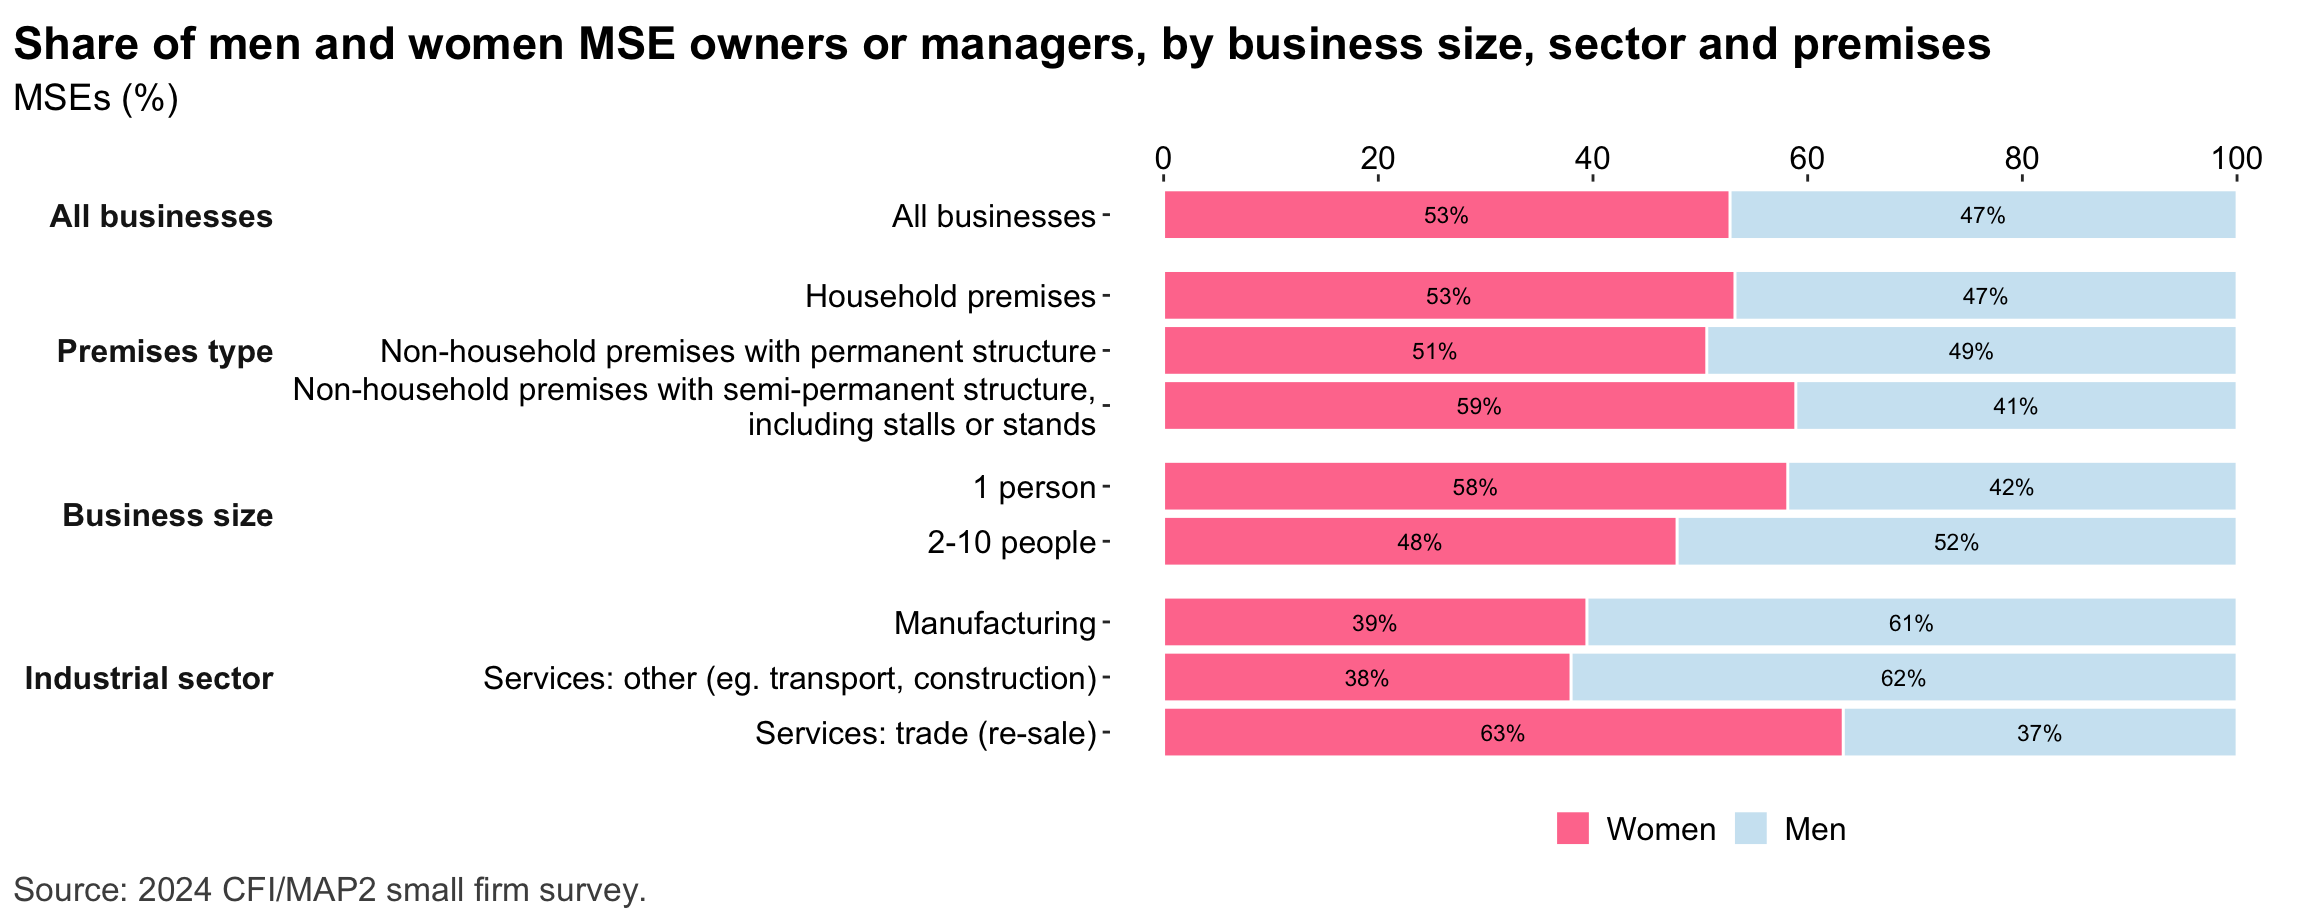 Share of men and women MSE owners or managers, by business size, sector and premises
MSEs (%)
0 20 40 60 80 100
All businesses All businesses 53% 47%
Household premises 53% 47%
Premises type Non-household premises with permanent structure 51% 49%
Non-household premises with semi-permanent structure,
including stalls or stands 59% 41%
1 person 58% 42%
Business size
2-10 people 48% 52%
Manufacturing 39% 61%
Industrial sector Services: other (eg. transport, construction) 38% 62%
Services: trade (re-sale) 63% 37%
Women Men
Source: 2024 CFI/MAP2 small firm survey.